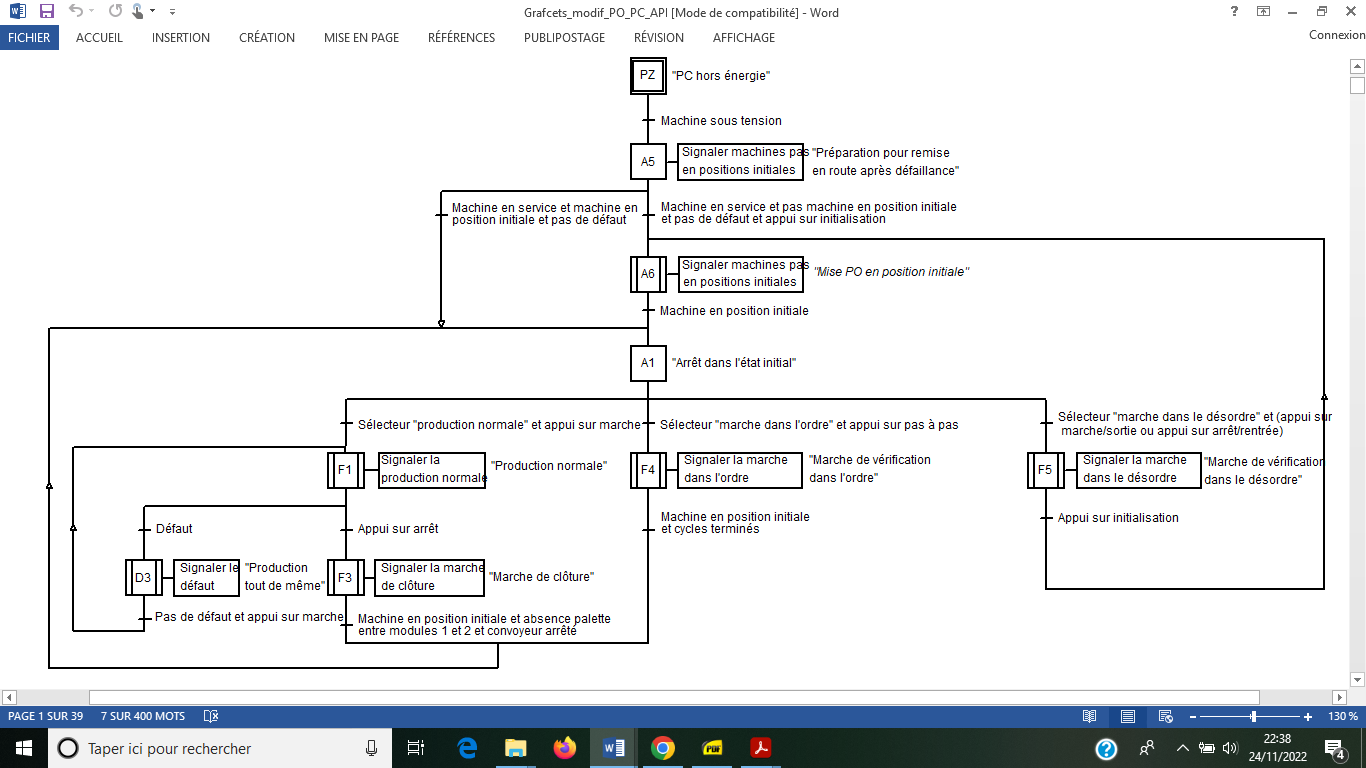 Grafcets_modif_PO_PC_API [Mode de compatibilité] - Word
FICHIER ACCUEIL INSERTION CRÉATION MISE EN PAGE RÉFÉRENCES PUBLIPOSTAGE RÉVISION AFFICHAGE Connexion
PZ "PC hors énergie"
Machine sous tension
A5
Signaler machines pas
en positions initiales
"Préparation pour remise
en route après défaillance"
Machine en service et machine en
position initiale et pas de défaut
Machine en service et pas machine en position initiale
et pas de défaut et appui sur initialisation
A6
Signaler machines pas
en positions initiales
"Mise PO en position initiale"
Machine en position initiale
A1 "Arrêt dans l'état initial"
Sélecteur "production normale" et appui sur marche
Sélecteur "marche dans l'ordre" et appui sur pas à pas
Sélecteur "marche dans le désordre" et (appui sur
marche/sortie ou appui sur arrêt/rentrée)
F1
Signaler la
production normale
"Production normale"
F4
Signaler la marche
dans l'ordre
"Marche de vérification
dans l'ordre"
F5
Signaler la marche
dans le désordre
"Marche de vérification
dans le désordre"
Défaut
Appui sur arrêt
Machine en position initiale
et cycles terminés
Appui sur initialisation
D3
Signaler le
défaut
"Production
tout de même"
F3
Signaler la marche
de clôture
"Marche de clôture"
Pas de défaut et appui sur marche
Machine en position initiale et absence palette
entre modules 1 et 2 et convoyeur arrêté
PAGE 1 SUR 39 7 SUR 400 MOTS 130 %
Taper ici pour rechercher
PDF
22:38
24/11/2022
4